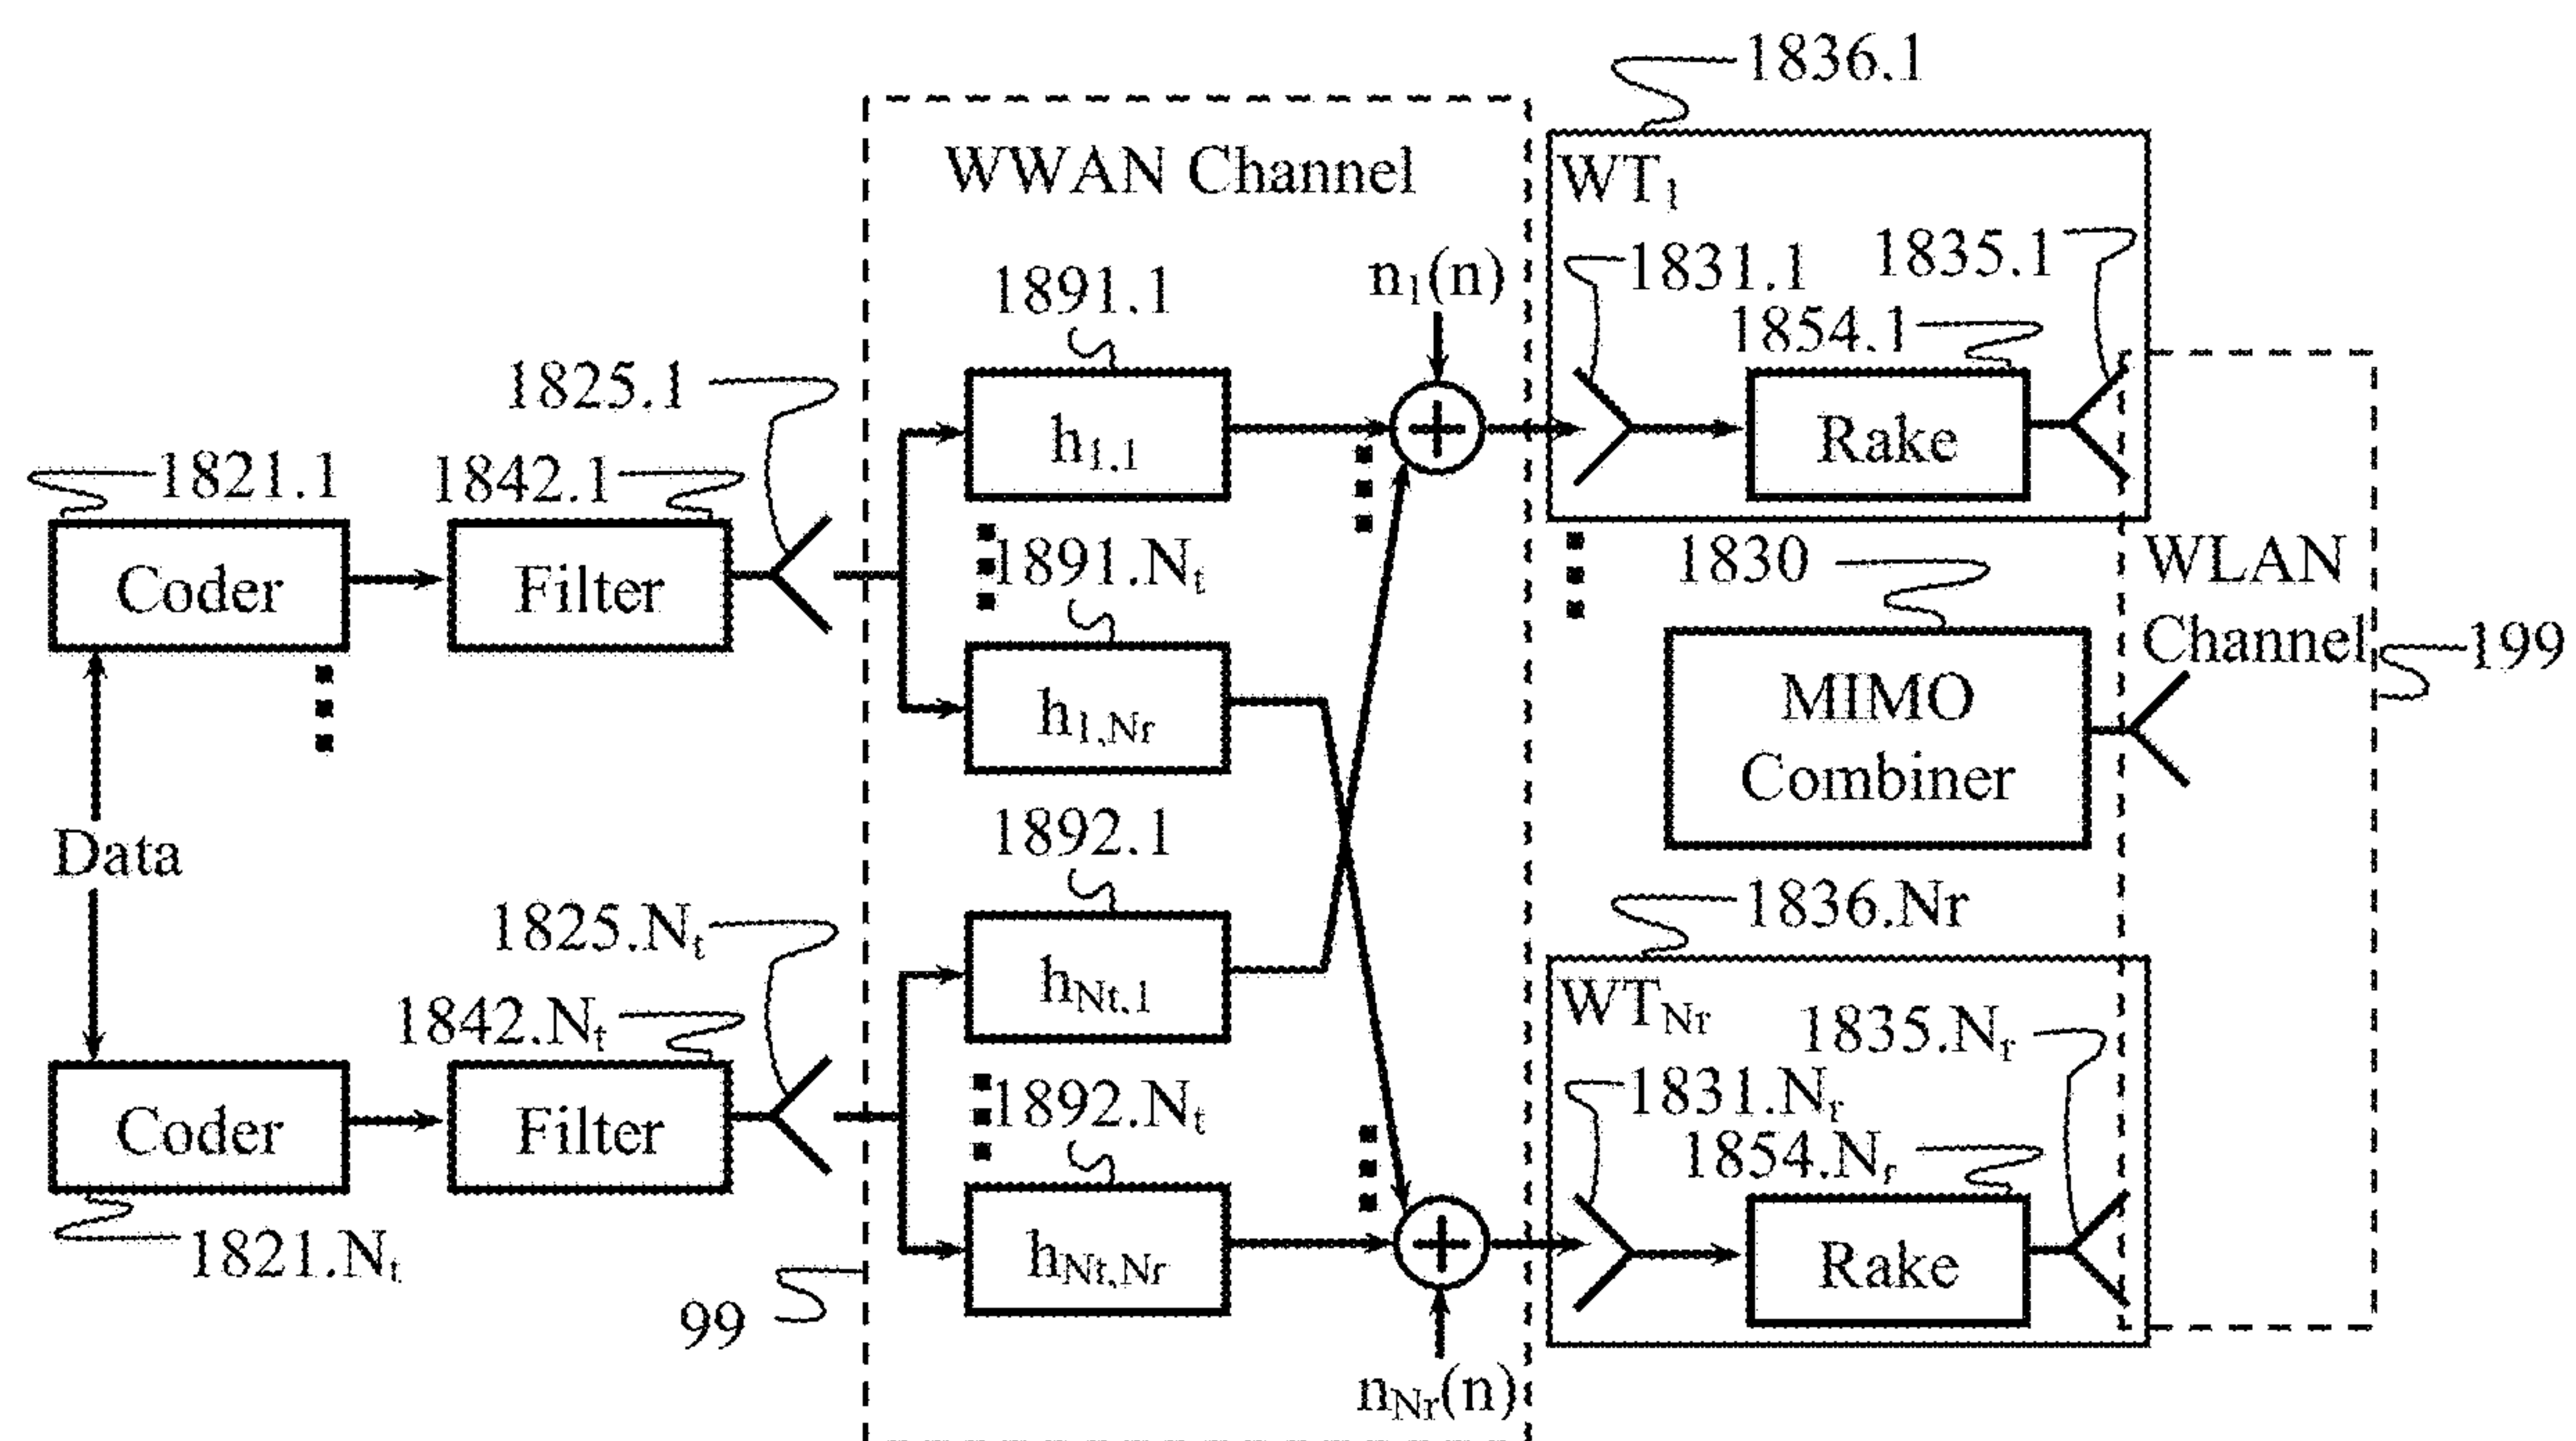 1836.1
WWAN Channel
WT1
1831.1
1835.1
n1(n)
1891.1
1854.1
1825.1
h1,1
Rake
1821.1
1842.1
1891.Nt
1830
WLAN
Channel
199
Coder
Filter
h1,Nr
MIMO
Combiner
1892.1
Data
1836.Nr
1825.Nt
hNt,1
WTNr
1835.Nr
1842.Nt
1892.Nt
1831.Nr
1854.Nr
Coder
Filter
hNt,Nr
Rake
1821.Nt
99
nNr(n)